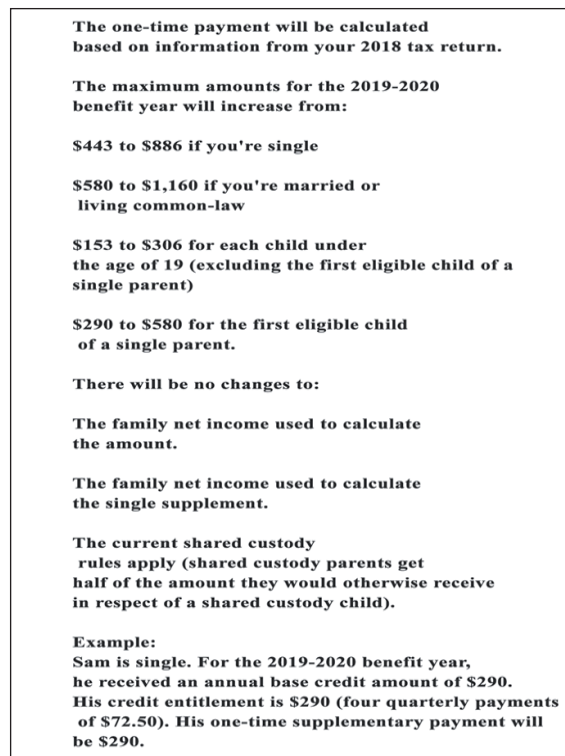 The one-time payment will be calculated
based on information from your 2018 tax return.
The maximum amounts for the 2019-2020
benefit year will increase from:
$443 to $886 if you're single
$580 to $1,160 if you're married or
living common-law
$153 to $306 for each child under
the age of 19 (excluding the first eligible child of a
single parent)
$290 to $580 for the first eligible child
of a single parent.
There will be no changes to:
The family net income used to calculate
the amount.
The family net income used to calculate
the single supplement.
The current shared custody
rules apply (shared custody parents get
half of the amount they would otherwise receive
in respect of a shared custody child).
Example:
Sam is single. For the 2019-2020 benefit year,
he received an annual base credit amount of $290.
His credit entitlement is $290 (four quarterly payments
of $72.50). His one-time supplementary payment will
be $290.